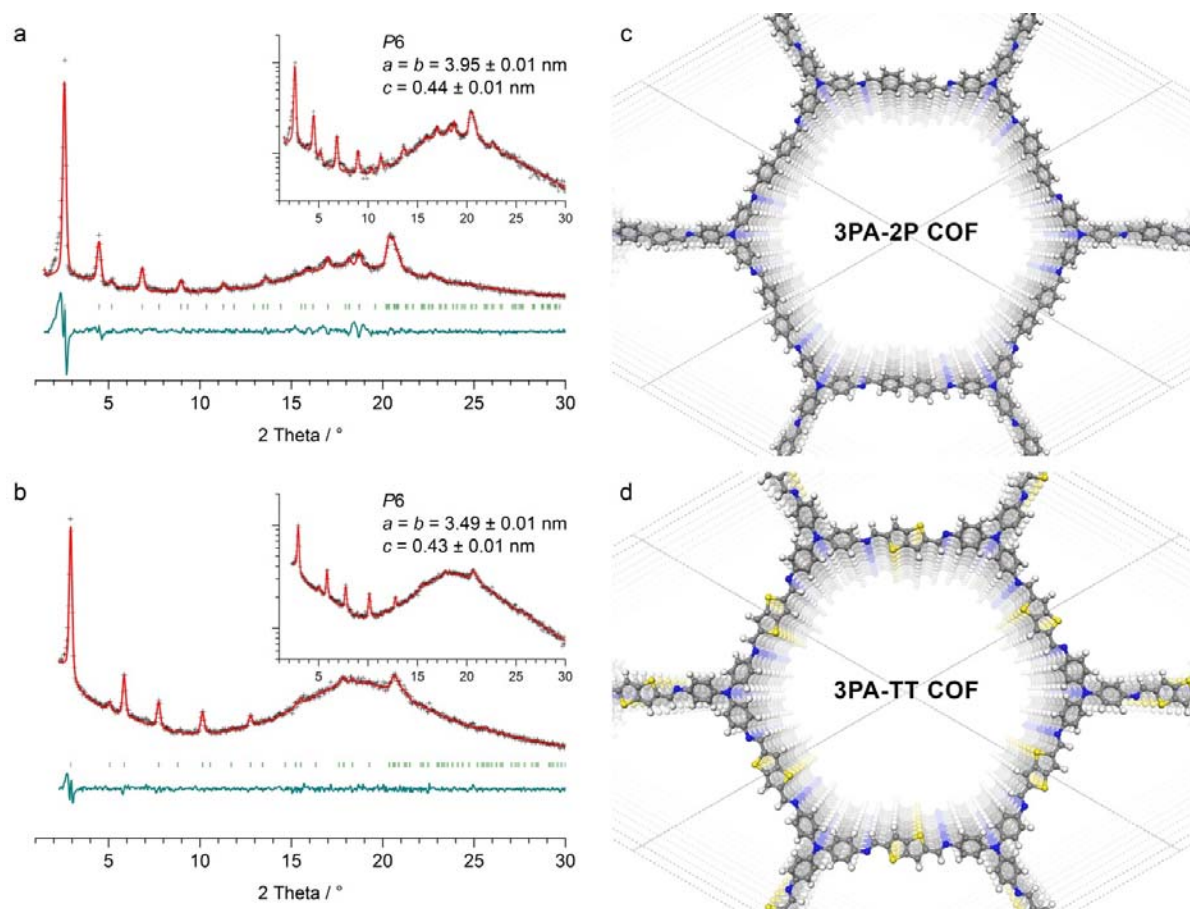 a
P6
a = b = 3.95 ± 0.01 nm
c = 0.44 ± 0.01 nm
5 10 15 20 25 30
5 10 15 20 25 30
2 Theta / °
b
P6
a = b = 3.49 ± 0.01 nm
c = 0.43 ± 0.01 nm
5 10 15 20 25 30
5 10 15 20 25 30
2 Theta / °
c
3PA-2P COF
d
3PA-TT COF